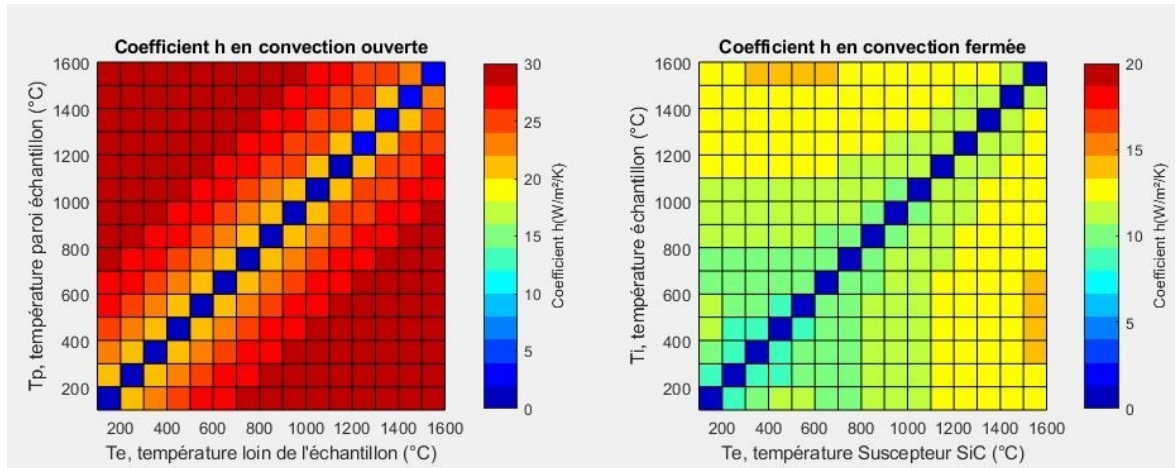 Coefficient h en convection ouverte
1600
1400
1200
1000
800
600
400
200
200 400 600 800 1000 1200 1400 1600
Tp, température paroi échantillon (°C)
Te, température loin de l'échantillon (°C)
30
25
20
15
10
5
0
Coefficient h(W/m²/K)
Coefficient h en convection fermée
1600
1400
1200
1000
800
600
400
200
200 400 600 800 1000 1200 1400 1600
Ti, température échantillon (°C)
Te, température Suscepteur SiC (°C)
20
15
10
5
0
Coefficient h(W/m²/K)